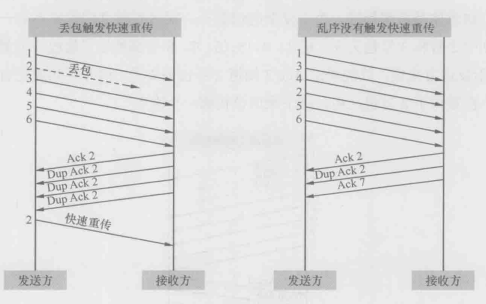 丢包触发快速重传
1
2
丢包
3
4
5
6
Ack 2
Dup Ack 2
Dup Ack 2
Dup Ack 2
2
快速重传
发送方
接收方
乱序没有触发快速重传
1
3
4
2
5
6
Ack 2
Dup Ack 2
Ack 7
发送方
接收方